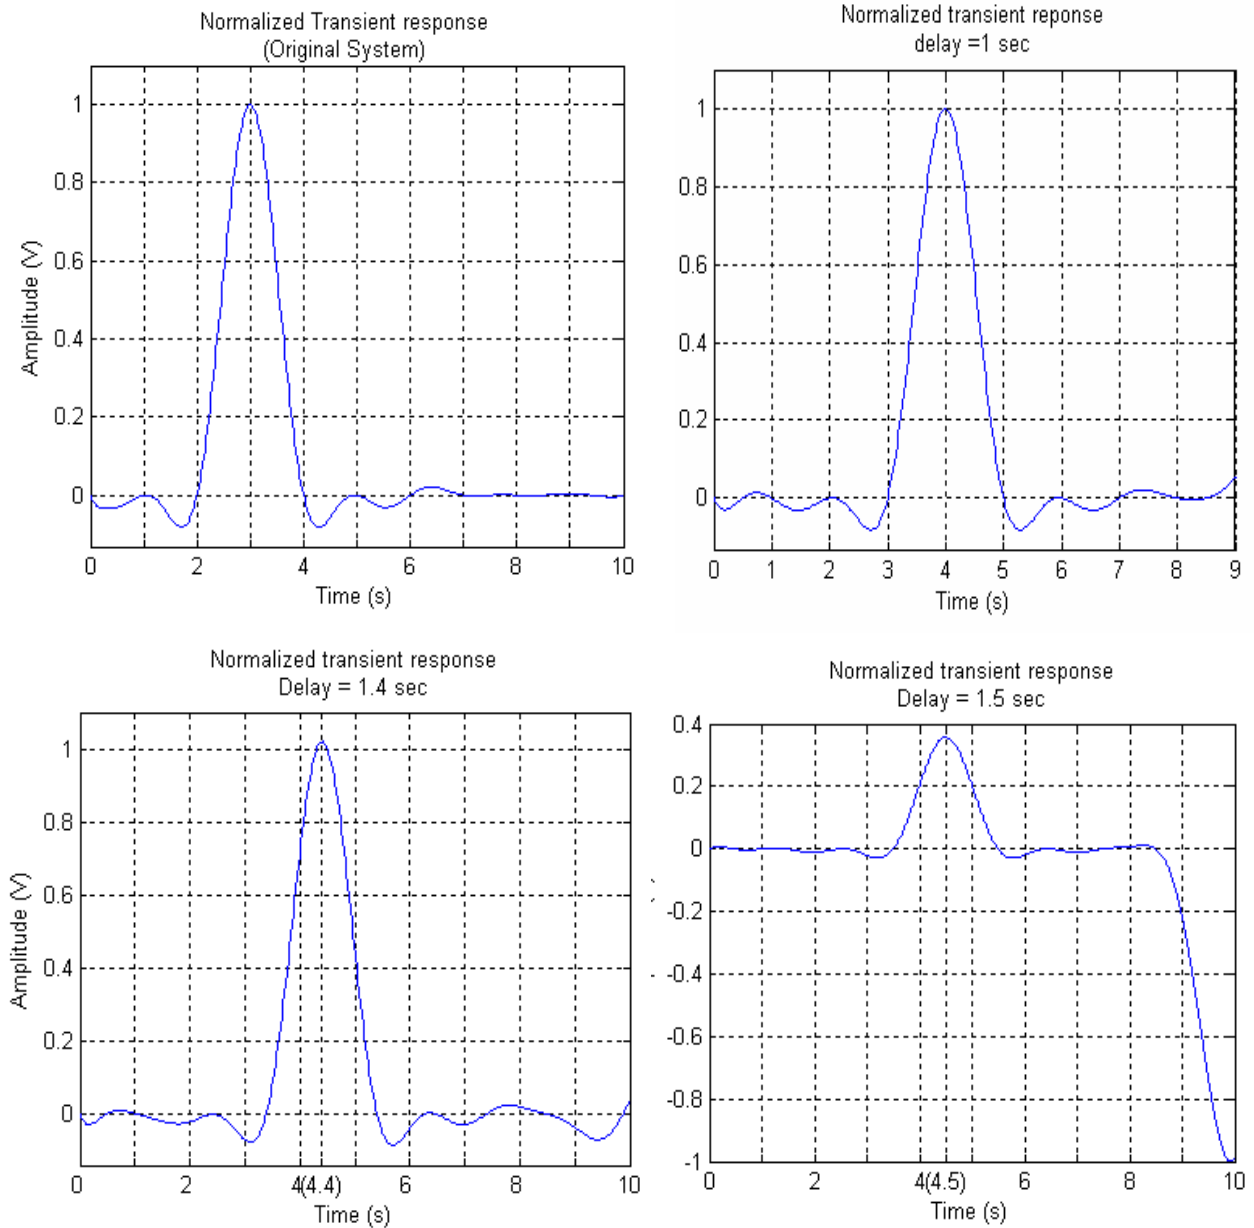 Normalized Transient response
(Original System)
1
0.8
0.6
0.4
0.2
0
Amplitude (V)
0 2 4 6 8 10
Time (s)
Normalized transient reponse
delay =1 sec
1
0.8
0.6
0.4
0.2
0
0 1 2 3 4 5 6 7 8 9
Time (s)
Normalized transient response
Delay = 1.4 sec
1
0.8
0.6
0.4
0.2
0
Amplitude (V)
0 2 4(4.4) 6 8 10
Time (s)
Normalized transient response
Delay = 1.5 sec
0.4
0.2
0
-0.2
-0.4
-0.6
-0.8
-1
0 2 4(4.5) 6 8 10
Time (s)